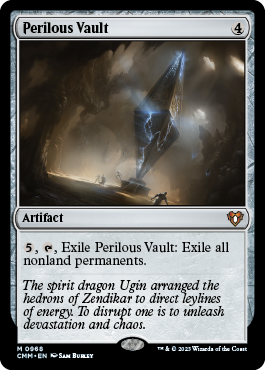 Perilous Vault 4
Artifact
5, T, Exile Perilous Vault: Exile all
nonland permanents.
The spirit dragon Ugin arranged the
hedrons of Zendikar to direct leylines
of energy. To disrupt one is to unleash
devastation and chaos.
M 0968
CMM • EN SAM BURLEY
™ & © 2023 Wizards of the Coast